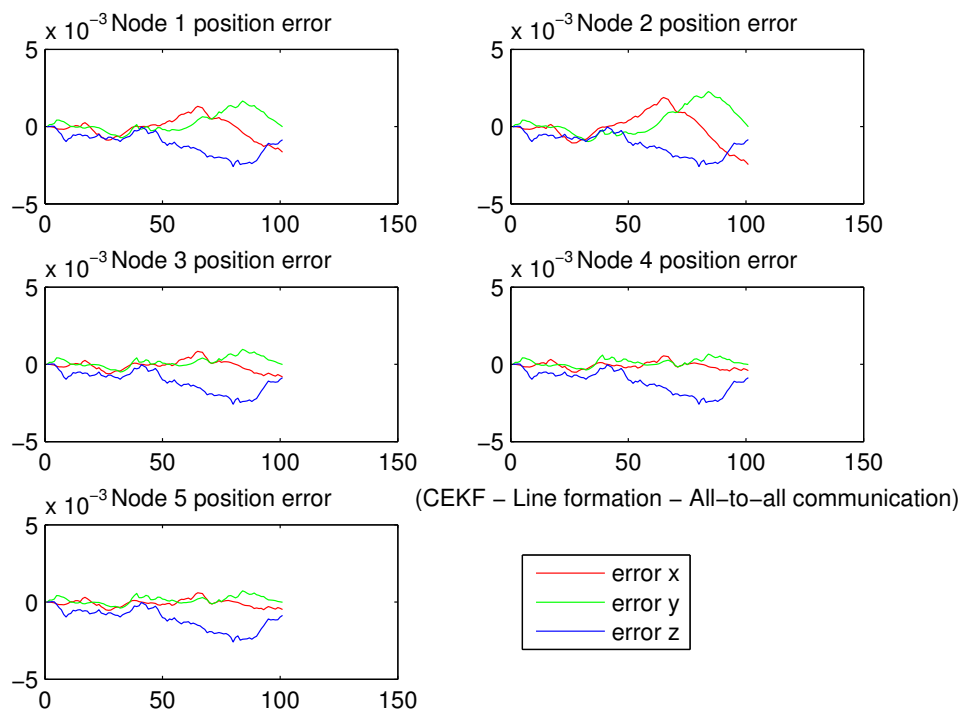 x 10⁻³ Node 1 position error
5
0
−5
0 50 100 150
x 10⁻³ Node 2 position error
5
0
−5
0 50 100 150
x 10⁻³ Node 3 position error
5
0
−5
0 50 100 150
x 10⁻³ Node 4 position error
5
0
−5
0 50 100 150
x 10⁻³ Node 5 position error
5
0
−5
0 50 100 150
(CEKF − Line formation − All−to−all communication)
error x
error y
error z